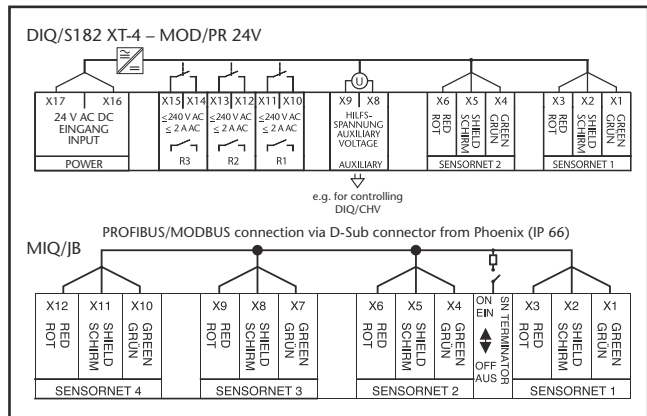 DIQ/S182 XT-4 – MOD/PR 24V
X17 X16
24 V AC DC
EINGANG
INPUT
POWER
X15 X14
≤240 V AC
≤ 2 A AC
R3
X13 X12
≤240 V AC
≤ 2 A AC
R2
X11 X10
≤240 V AC
≤ 2 A AC
R1
U
X9 X8
HILFS-
SPANNUNG
AUXILIARY
VOLTAGE
AUXILIARY
e.g. for controlling
DIQ/CHV
X6 X5 X4
RED
ROT
SHIELD
SCHIRM
GREEN
GRÜN
SENSORNET 2
X3 X2 X1
RED
ROT
SHIELD
SCHIRM
GREEN
GRÜN
SENSORNET 1
PROFIBUS/MODBUS connection via D-Sub connector from Phoenix (IP 66)
MIQ/JB
X12 X11 X10
RED
ROT
SHIELD
SCHIRM
GREEN
GRÜN
SENSORNET 4
X9 X8 X7
RED
ROT
SHIELD
SCHIRM
GREEN
GRÜN
SENSORNET 3
X6 X5 X4
RED
ROT
SHIELD
SCHIRM
GREEN
GRÜN
SENSORNET 2
ON
EIN
OFF
AUS
SN TERMINATOR
X3 X2 X1
RED
ROT
SHIELD
SCHIRM
GREEN
GRÜN
SENSORNET 1